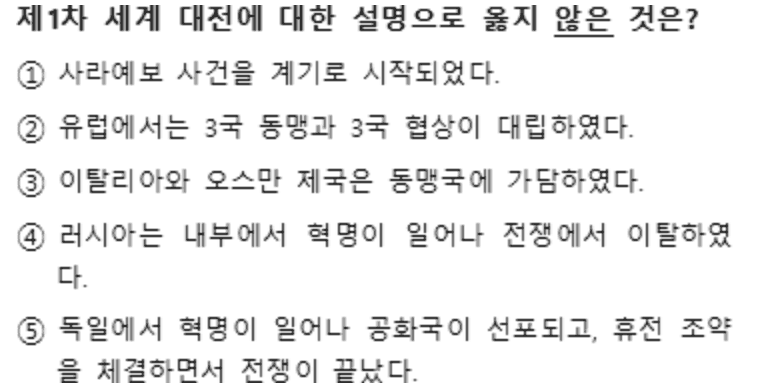 제1차 세계 대전에 대한 설명으로 옳지 않은 것은?
① 사라예보 사건을 계기로 시작되었다.
② 유럽에서는 3국 동맹과 3국 협상이 대립하였다.
③ 이탈리아와 오스만 제국은 동맹국에 가담하였다.
④ 러시아는 내부에서 혁명이 일어나 전쟁에서 이탈하였
다.
⑤ 독일에서 혁명이 일어나 공화국이 선포되고, 휴전 조약
을 체결하면서 전쟁이 끝났다.